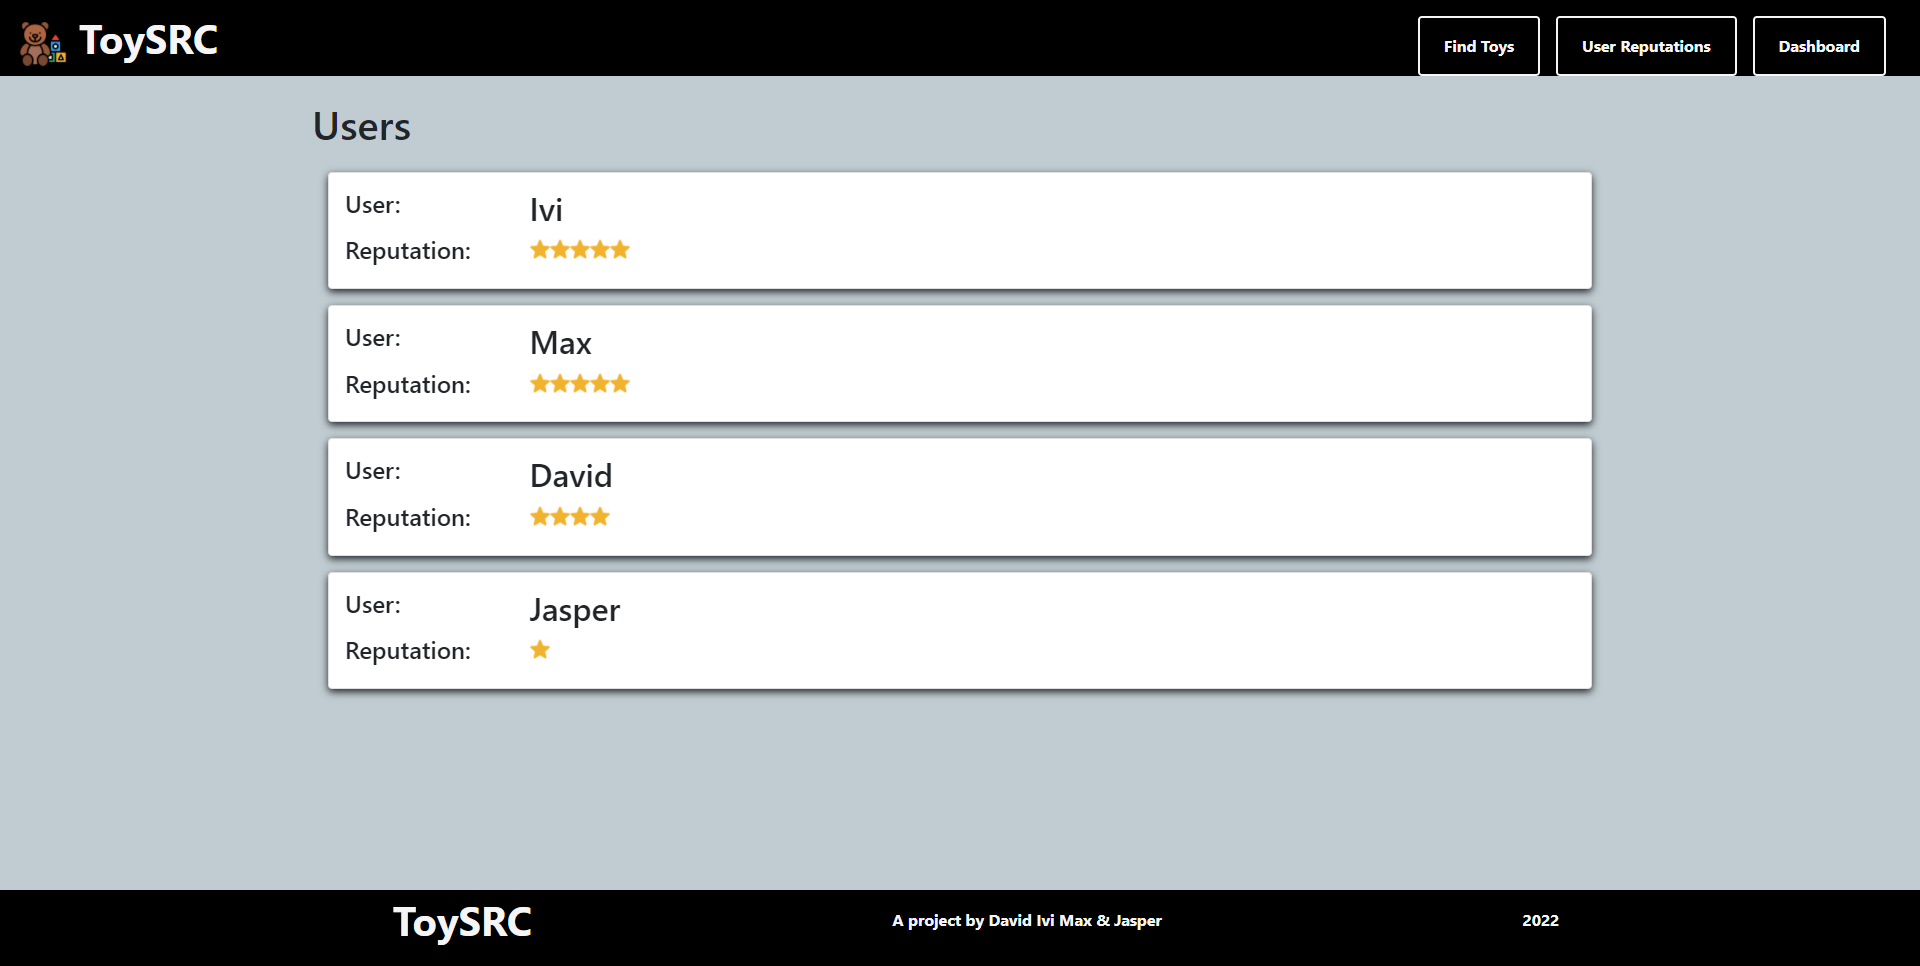 ToySRC
Find Toys
User Reputations
Dashboard
Users
User: Ivi
Reputation:
User: Max
Reputation:
User: David
Reputation:
User: Jasper
Reputation:
ToySRC
A project by David Ivi Max & Jasper
2022